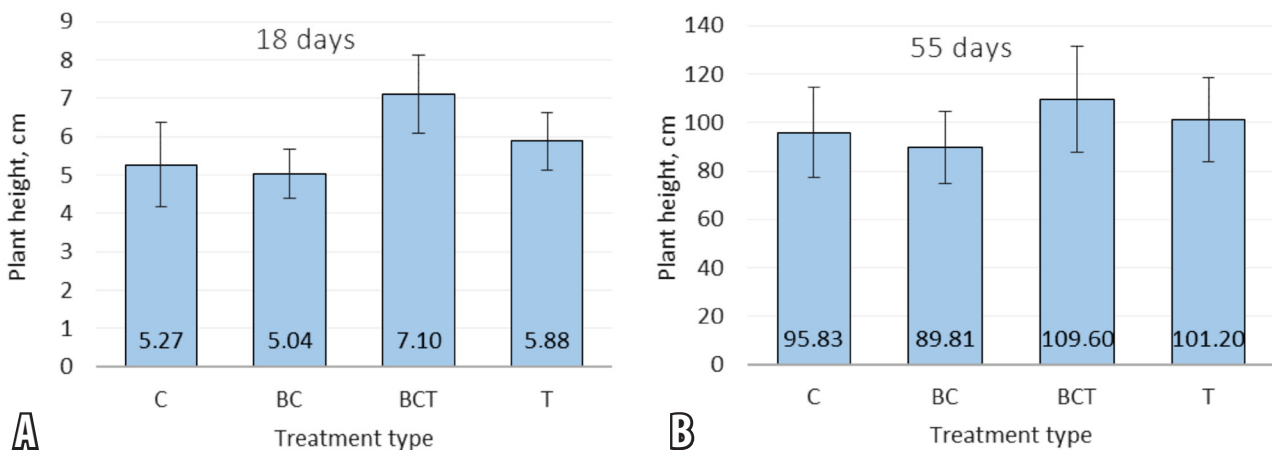 18 days
Plant height, cm
9
8
7
6
5
4
3
2
1
0
5.27 5.04 7.10 5.88
C BC BCT T
Treatment type
A
55 days
Plant height, cm
140
120
100
80
60
40
20
0
95.83 89.81 109.60 101.20
C BC BCT T
Treatment type
B